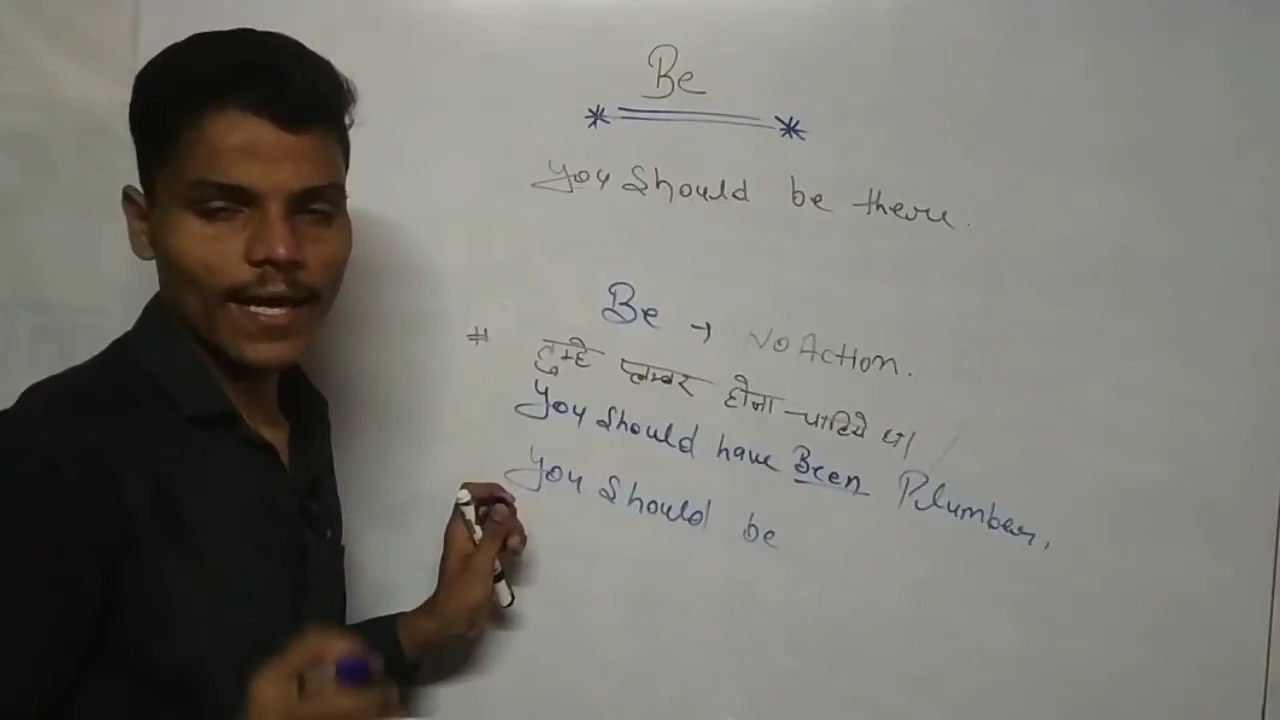 Be
You should be there.
Be → No Action.
# तुम्हे प्लम्बर होना चाहिये था
You should have Been Plumber,
You should be